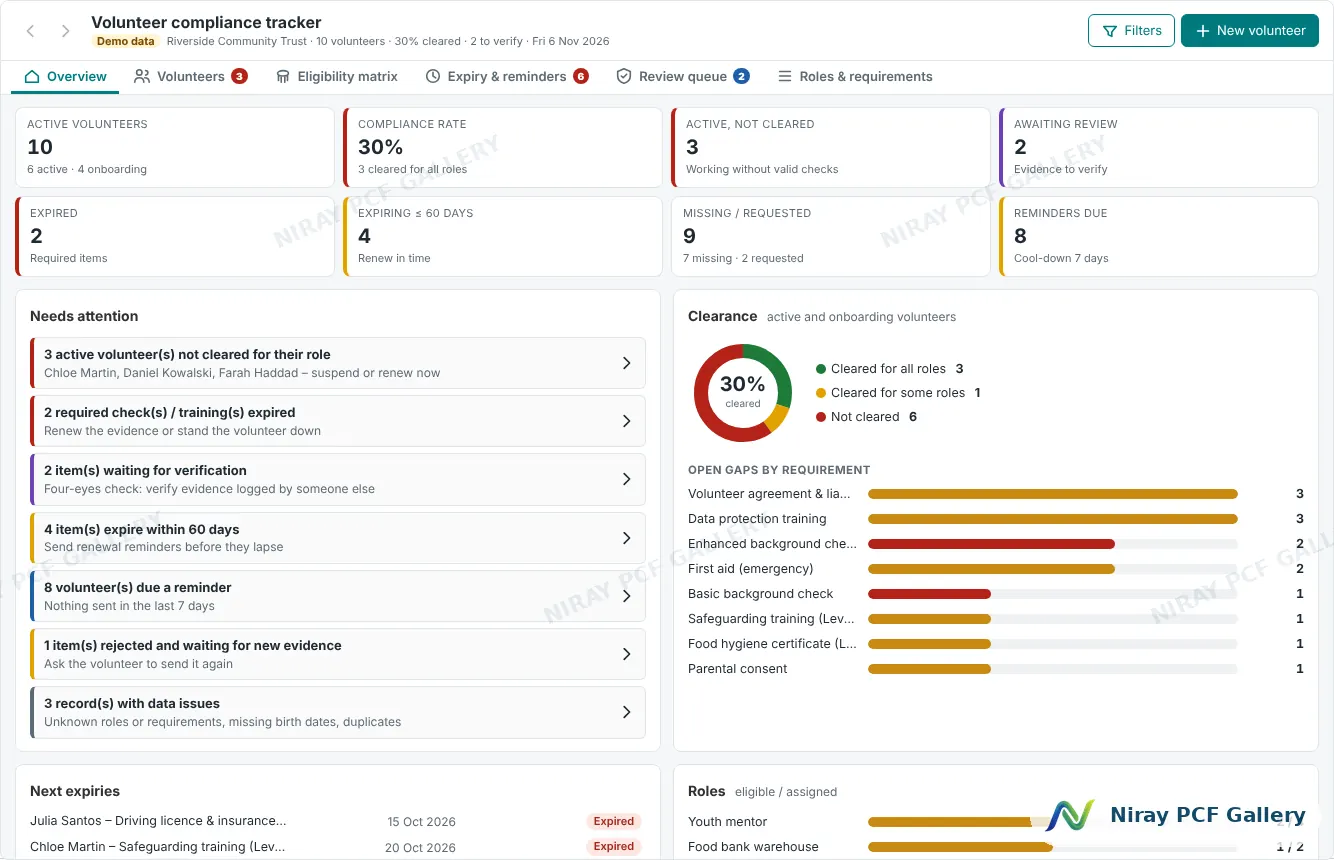 Volunteer compliance tracker
Demo data Riverside Community Trust · 10 volunteers · 30% cleared · 2 to verify · Fri 6 Nov 2026
Filters
New volunteer
Overview
Volunteers 3
Eligibility matrix
Expiry & reminders 6
Review queue 2
Roles & requirements
ACTIVE VOLUNTEERS
10
6 active · 4 onboarding
COMPLIANCE RATE
30%
3 cleared for all roles
ACTIVE, NOT CLEARED
3
Working without valid checks
AWAITING REVIEW
2
Evidence to verify
EXPIRED
2
Required items
EXPIRING ≤ 60 DAYS
4
Renew in time
MISSING / REQUESTED
9
7 missing · 2 requested
REMINDERS DUE
8
Cool-down 7 days
NIRAY PCF GALLERY
NIRAY PCF GALLERY
Needs attention
3 active volunteer(s) not cleared for their role
Chloe Martin, Daniel Kowalski, Farah Haddad – suspend or renew now
2 required check(s) / training(s) expired
Renew the evidence or stand the volunteer down
2 item(s) waiting for verification
Four-eyes check: verify evidence logged by someone else
4 item(s) expire within 60 days
Send renewal reminders before they lapse
8 volunteer(s) due a reminder
Nothing sent in the last 7 days
1 item(s) rejected and waiting for new evidence
Ask the volunteer to send it again
3 record(s) with data issues
Unknown roles or requirements, missing birth dates, duplicates
Clearance active and onboarding volunteers
30%
cleared
Cleared for all roles 3
Cleared for some roles 1
Not cleared 6
OPEN GAPS BY REQUIREMENT
Volunteer agreement & lia... 3
Data protection training 3
Enhanced background che... 2
First aid (emergency) 2
Basic background check 1
Safeguarding training (Lev... 1
Food hygiene certificate (L... 1
Parental consent 1
NIRAY PCF GALLERY
NIRAY PCF GALLERY
Next expiries
Julia Santos – Driving licence & insurance... 15 Oct 2026 Expired
Chloe Martin – Safeguarding training (Lev... 20 Oct 2026 Expired
Roles eligible / assigned
Youth mentor
Food bank warehouse 1 / 2
Niray PCF Gallery